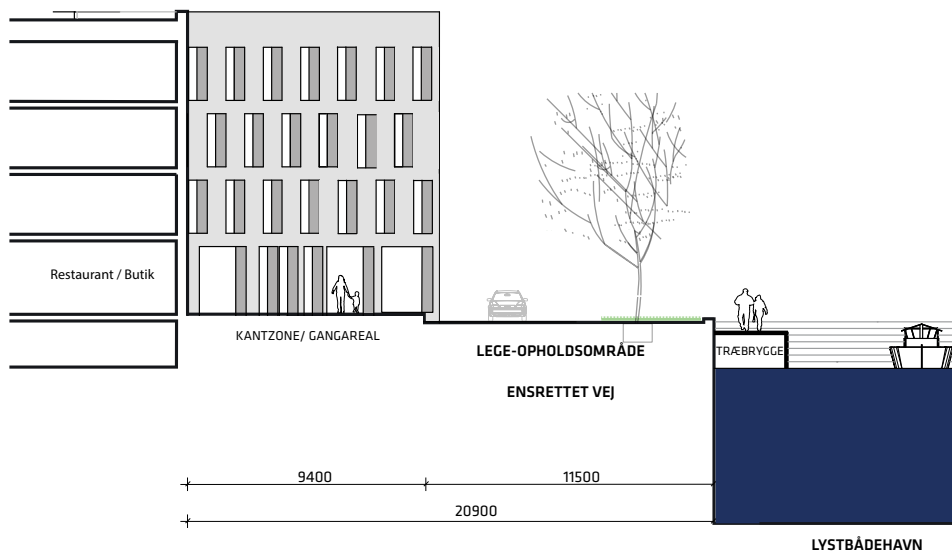 Restaurant / Butik
KANTZONE/ GANGAREAL
LEGE-OPHOLDSOMRÅDE
TRÆBRYGGE
ENSRETTET VEJ
9400
11500
20900
LYSTBÅDEHAVN